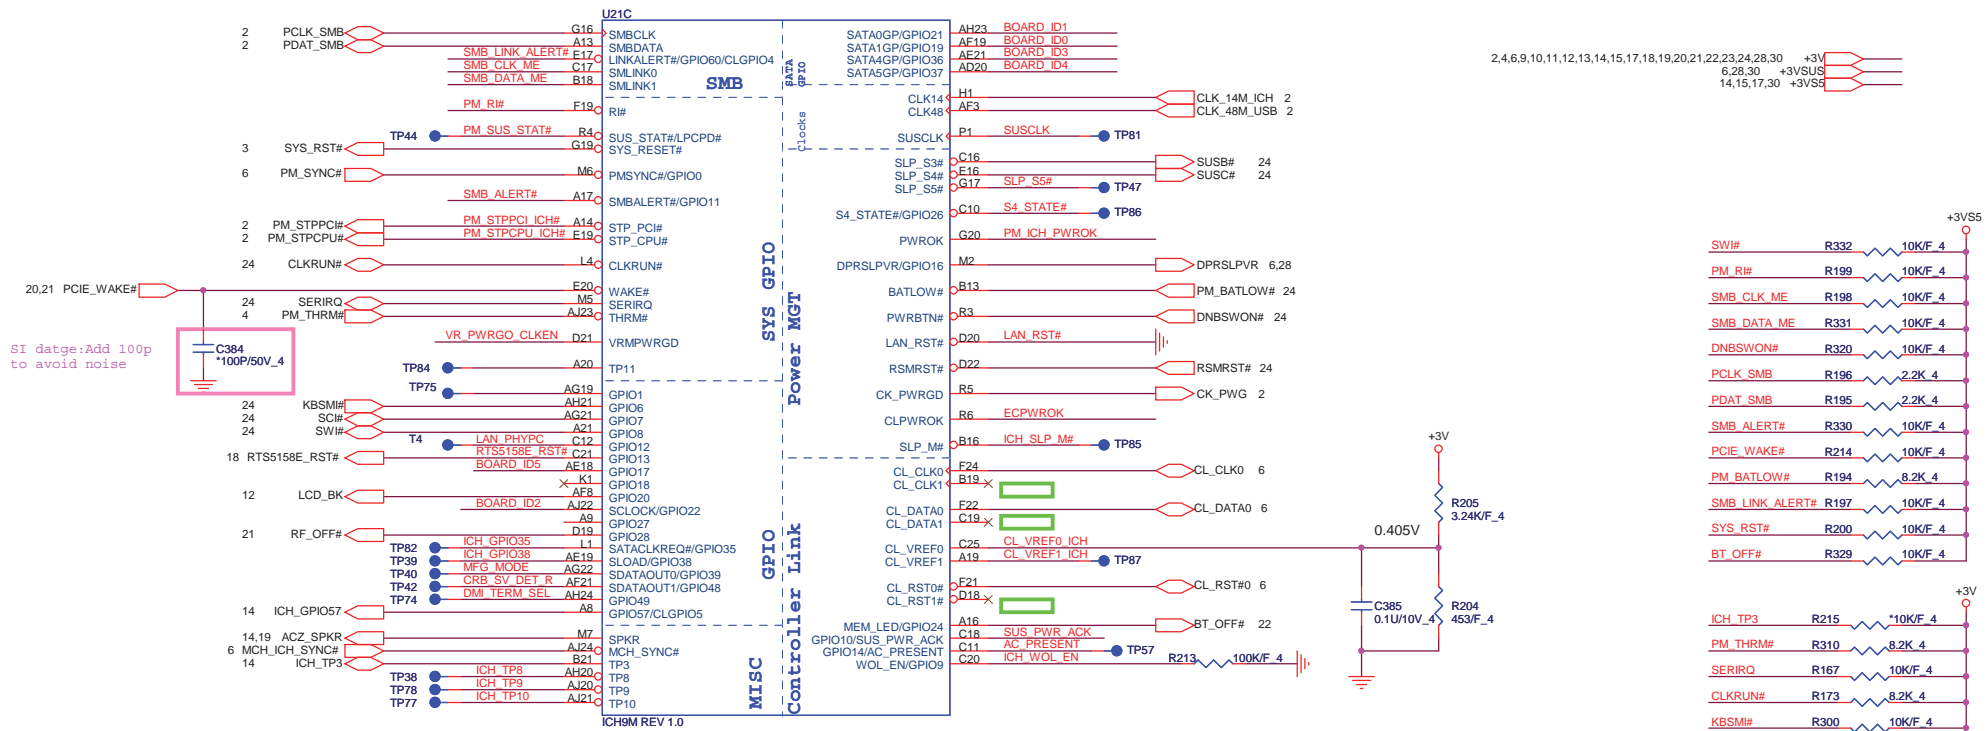 U21C
2 PCLK_SMB G16 SMBCLK
2 PDAT_SMB A13 SMBDATA
SMB_LINK_ALERT# E17 LINKALERT#/GPIO60/CLGPIO4
SMB_CLK_ME C17 SMLINK0
SMB_DATA_ME B18 SMLINK1
SMB
PM_RI# F19 RI#
TP44 PM_SUS_STAT# R4 SUS_STAT#/LPCPD#
3 SYS_RST# G19 SYS_RESET#
6 PM_SYNC# M6 PMSYNC#/GPIO0
SMB_ALERT# A17 SMBALERT#/GPIO11
2 PM_STPPCI# PM_STPPCI_ICH# A14 STP_PCI#
2 PM_STPCPU# PM_STPCPU_ICH# E19 STP_CPU#
24 CLKRUN# L4 CLKRUN#
20,21 PCIE_WAKE# E20 WAKE#
24 SERIRQ M5 SERIRQ
4 PM_THRM# AJ23 THRM#
VR_PWRGO_CLKEN D21 VRMPWRGD
SI datge:Add 100p
to avoid noise
C384
*100P/50V_4
TP84 A20 TP11
SYS GPIO
TP75 AG19 GPIO1
24 KBSMI# AH21 GPIO6
24 SCI# AG21 GPIO7
24 SWI# A21 GPIO8
T4 LAN_PHYPC C12 GPIO12
18 RTS5158E_RST# RTS5158E_RST# C21 GPIO13
BOARD_ID5 AE18 GPIO17
K1 GPIO18
12 LCD_BK AF8 GPIO20
BOARD_ID2 AJ22 SCLOCK/GPIO22
A9 GPIO27
21 RF_OFF# D19 GPIO28
TP82 ICH_GPIO35 L1 SATACLKREQ#/GPIO35
TP39 ICH_GPIO38 AE19 SLOAD/GPIO38
TP40 MFG_MODE AG22 SDATAOUT0/GPIO39
TP42 CRB_SV_DET_R AF21 SDATAOUT1/GPIO48
TP74 DMI_TERM_SEL AH24 GPIO49
14 ICH_GPIO57 A8 GPIO57/CLGPIO5
GPIO
14,19 ACZ_SPKR M7 SPKR
6 MCH_ICH_SYNC# AJ24 MCH_SYNC#
14 ICH_TP3 B21 TP3
TP38 ICH_TP8 AH20 TP8
TP78 ICH_TP9 AJ20 TP9
TP77 ICH_TP10 AJ21 TP10
MISC
ICH9M REV 1.0
SATA
GPIO
SATA0GP/GPIO21 AH23 BOARD_ID1
SATA1GP/GPIO19 AF19 BOARD_ID0
SATA4GP/GPIO36 AE21 BOARD_ID3
SATA5GP/GPIO37 AD20 BOARD_ID4
Clocks
CLK14 H1 CLK_14M_ICH 2
CLK48 AF3 CLK_48M_USB 2
SUSCLK P1 SUSCLK TP81
Power MGT
SLP_S3# C16 SUSB# 24
SLP_S4# E16 SUSC# 24
SLP_S5# G17 SLP_S5# TP47
S4_STATE#/GPIO26 C10 S4_STATE# TP86
PWROK G20 PM_ICH_PWROK
DPRSLPVR/GPIO16 M2 DPRSLPVR 6,28
BATLOW# B13 PM_BATLOW# 24
PWRBTN# R3 DNBSWON# 24
LAN_RST# D20 LAN_RST#
RSMRST# D22 RSMRST# 24
CK_PWRGD R5 CK_PWG 2
CLPWROK R6 ECPWROK
SLP_M# B16 ICH_SLP_M# TP85
Controller Link
CL_CLK0 F24 CL_CLK0 6
CL_CLK1 B19
CL_DATA0 F22 CL_DATA0 6
CL_DATA1 C19
CL_VREF0 C25 CL_VREF0_ICH
CL_VREF1 A19 CL_VREF1_ICH TP87
CL_RST0# F21 CL_RST#0 6
CL_RST1# D18
MEM_LED/GPIO24 A16 BT_OFF# 22
GPIO10/SUS_PWR_ACK C18 SUS_PWR_ACK
GPIO14/AC_PRESENT C11 AC_PRESENT TP57
WOL_EN/GPIO9 C20 ICH_WOL_EN R213 100K/F_4
+3V
R205
3.24K/F_4
0.405V
C385
0.1U/10V_4
R204
453/F_4
2,4,6,9,10,11,12,13,14,15,17,18,19,20,21,22,23,24,28,30 +3V
6,28,30 +3VSUS
14,15,17,30 +3VS5
+3VS5
SWI# R332 10K/F_4
PM_RI# R199 10K/F_4
SMB_CLK_ME R198 10K/F_4
SMB_DATA_ME R331 10K/F_4
DNBSWON# R320 10K/F_4
PCLK_SMB R196 2.2K_4
PDAT_SMB R195 2.2K_4
SMB_ALERT# R330 10K/F_4
PCIE_WAKE# R214 10K/F_4
PM_BATLOW# R194 8.2K_4
SMB_LINK_ALERT# R197 10K/F_4
SYS_RST# R200 10K/F_4
BT_OFF# R329 10K/F_4
+3V
ICH_TP3 R215 *10K/F_4
PM_THRM# R310 8.2K_4
SERIRQ R167 10K/F_4
CLKRUN# R173 8.2K_4
KBSMI# R300 10K/F_4